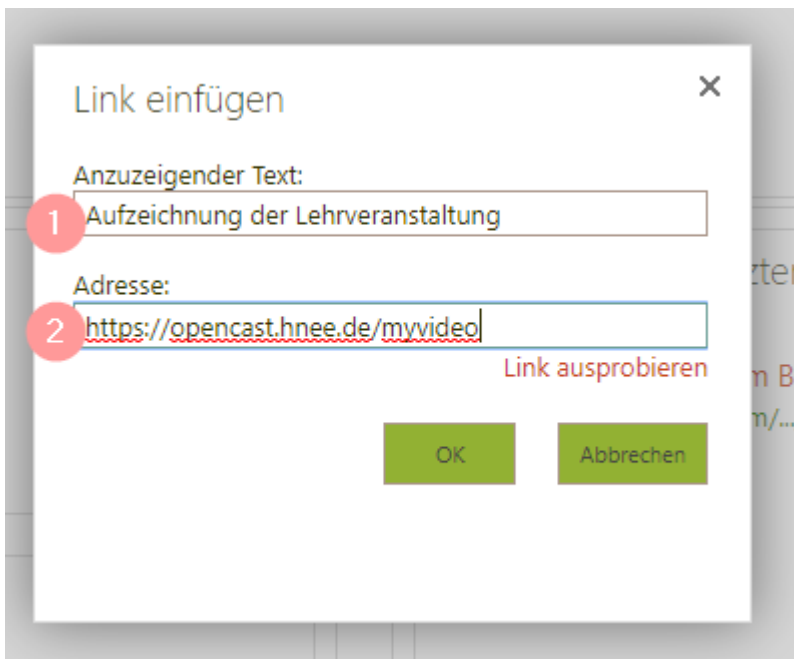 Link einfügen
Anzuzeigender Text:
1 Aufzeichnung der Lehrveranstaltung
zte
Adresse:
2 https://opencast.hnee.de/myvideo
Link ausprobieren
m B
m/...
OK Abbrechen